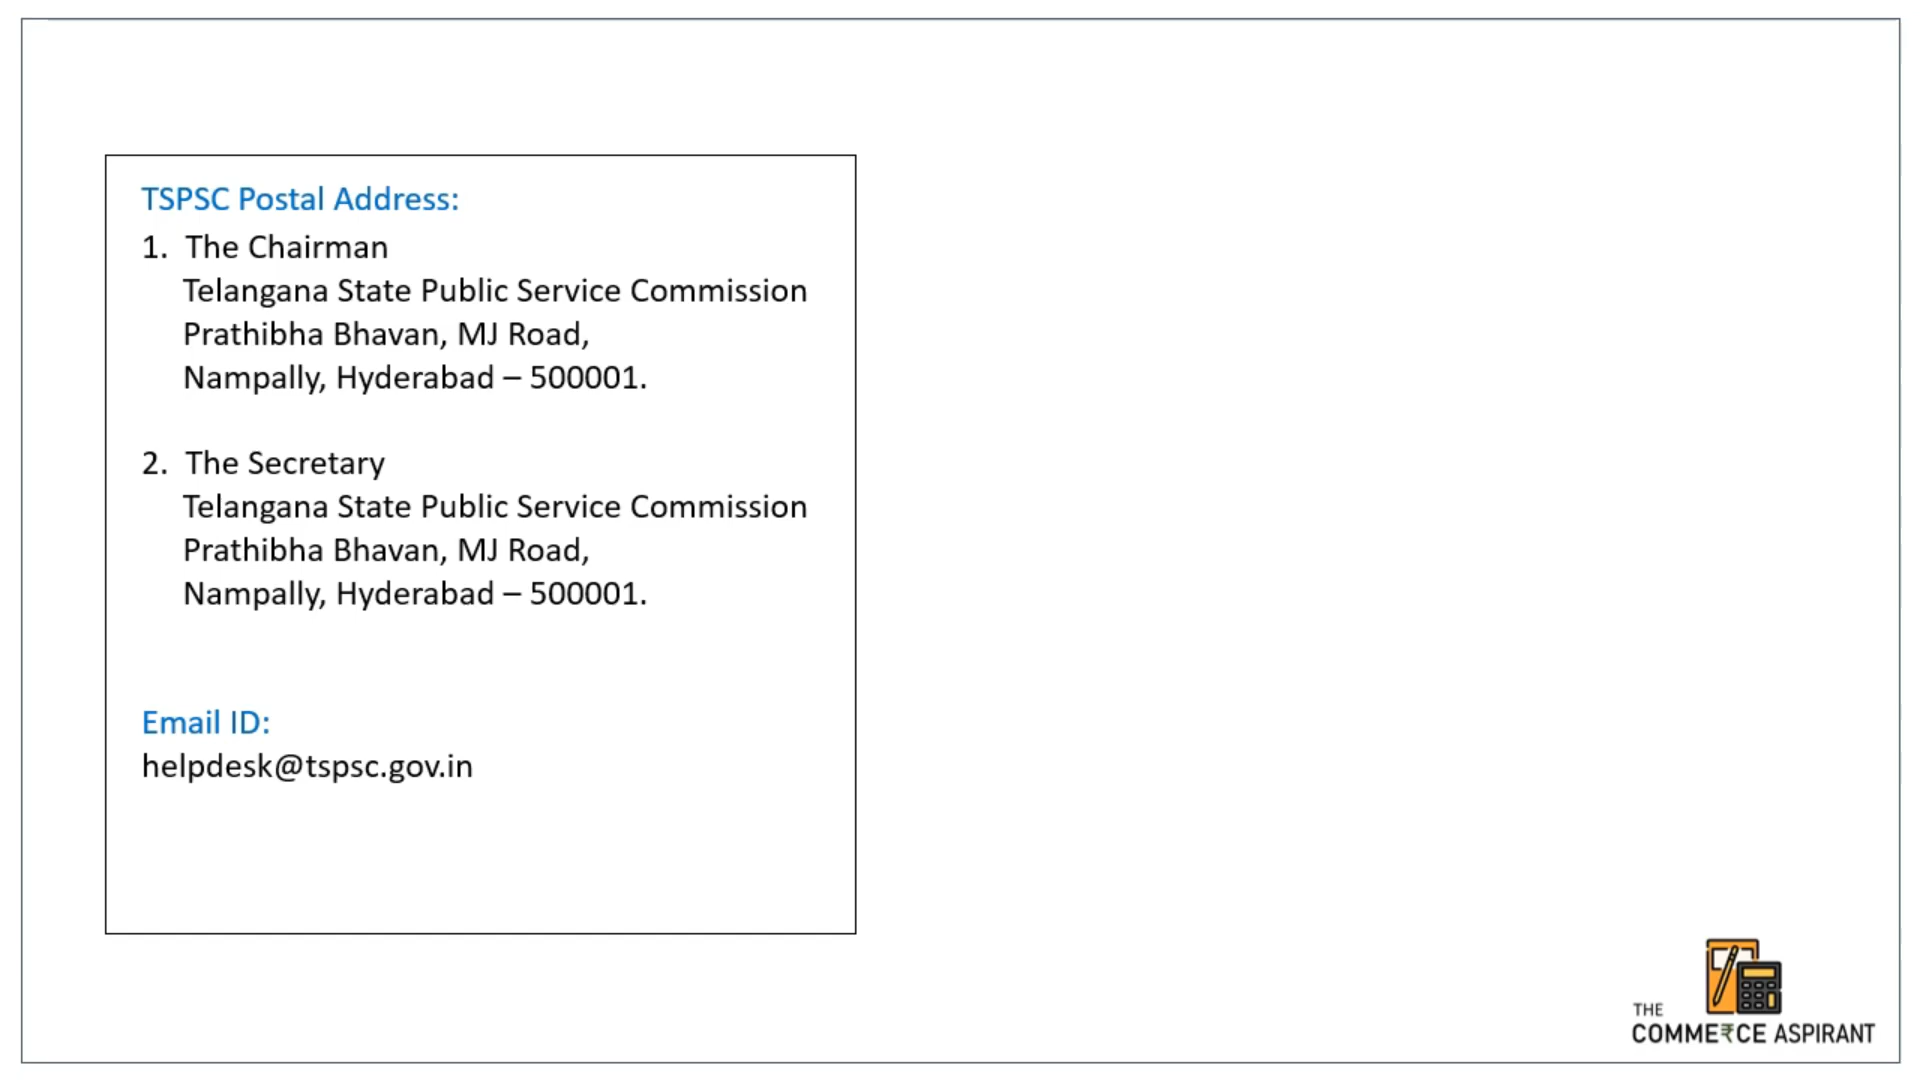 TSPSC Postal Address:
1. The Chairman
Telangana State Public Service Commission
Prathibha Bhavan, MJ Road,
Nampally, Hyderabad – 500001.
2. The Secretary
Telangana State Public Service Commission
Prathibha Bhavan, MJ Road,
Nampally, Hyderabad – 500001.
Email ID:
helpdesk@tspsc.gov.in
THE
COMME₹CE ASPIRANT